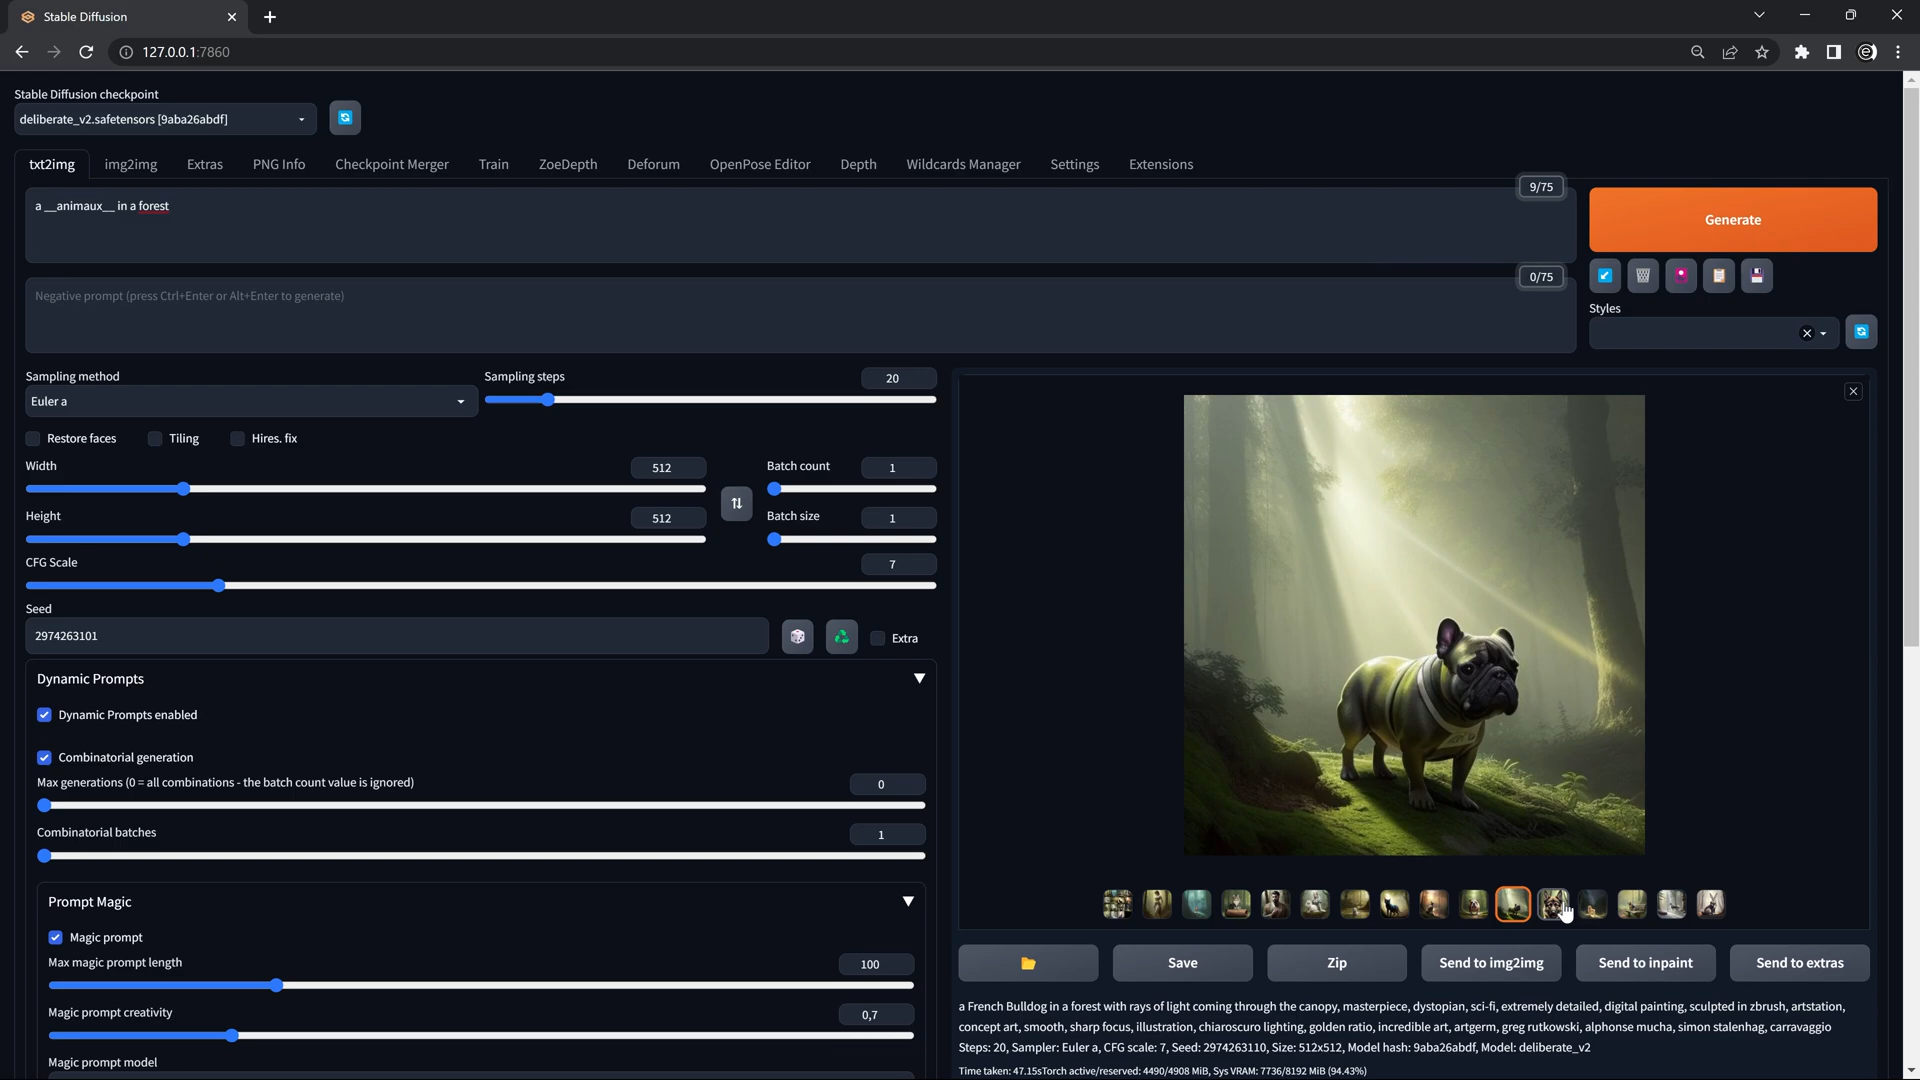 Stable Diffusion
127.0.0.1:7860
Stable Diffusion checkpoint
deliberate_v2.safetensors [9aba26abdf]
txt2img img2img Extras PNG Info Checkpoint Merger Train ZoeDepth Deforum OpenPose Editor Depth Wildcards Manager Settings Extensions
9/75
a __animaux__ in a forest
Generate
0/75
Negative prompt (press Ctrl+Enter or Alt+Enter to generate)
Styles
Sampling method
Euler a
Sampling steps
20
Restore faces Tiling Hires. fix
Width
512
Batch count
1
Height
512
Batch size
1
CFG Scale
7
Seed
2974263101
Extra
Dynamic Prompts
Dynamic Prompts enabled
Combinatorial generation
Max generations (0 = all combinations - the batch count value is ignored)
0
Combinatorial batches
1
Prompt Magic
Magic prompt
Max magic prompt length
100
Magic prompt creativity
0,7
Magic prompt model
Save Zip Send to img2img Send to inpaint Send to extras
a French Bulldog in a forest with rays of light coming through the canopy, masterpiece, dystopian, sci-fi, extremely detailed, digital painting, sculpted in zbrush, artstation,
concept art, smooth, sharp focus, illustration, chiaroscuro lighting, golden ratio, incredible art, artgerm, greg rutkowski, alphonse mucha, simon stalenhag, carravaggio
Steps: 20, Sampler: Euler a, CFG scale: 7, Seed: 2974263110, Size: 512x512, Model hash: 9aba26abdf, Model: deliberate_v2
Time taken: 47.15sTorch active/reserved: 4490/4908 MiB, Sys VRAM: 7736/8192 MiB (94.43%)